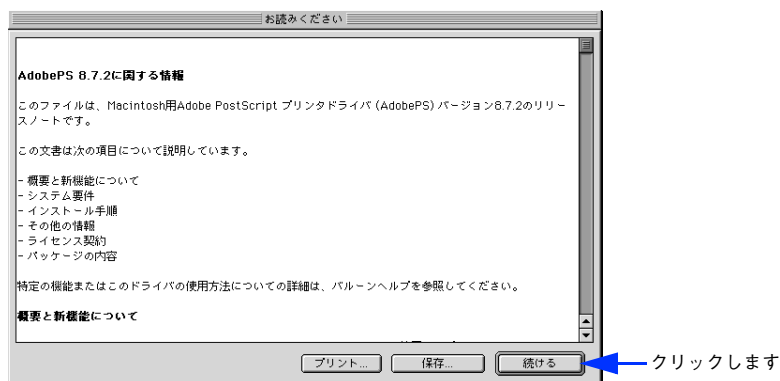 お読みください
AdobePS 8.7.2に関する情報
このファイルは、Macintosh用Adobe PostScript プリンタドライバ (AdobePS) バージョン8.7.2のリリー
スノートです。
この文書は次の項目について説明しています。
- 概要と新機能について
- システム要件
- インストール手順
- その他の情報
- ライセンス契約
- パッケージの内容
特定の機能またはこのドライバの使用方法についての詳細は、バルーンヘルプを参照してください。
概要と新機能について
プリント...
保存...
続ける
クリックします